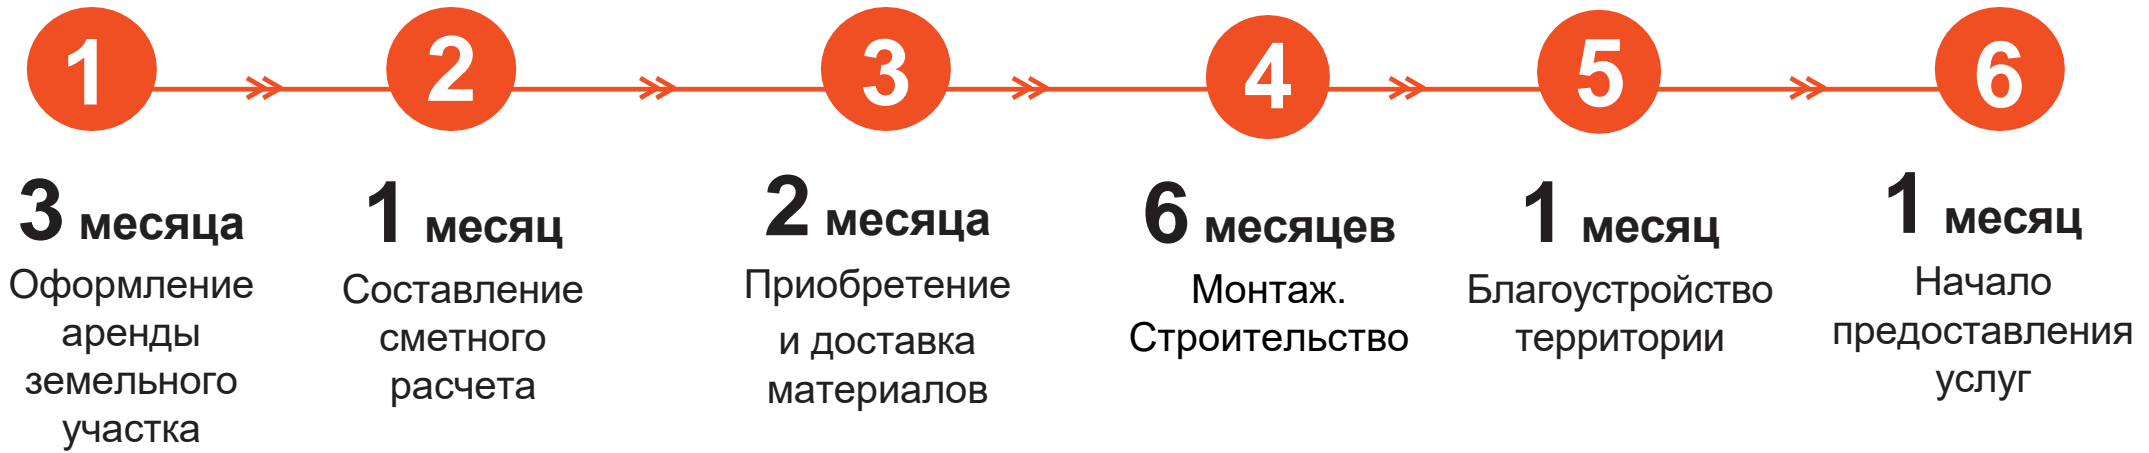 1
2
3
4
5
6
3 месяца
Оформление
аренды
земельного
участка
1 месяц
Составление
сметного
расчета
2 месяца
Приобретение
и доставка
материалов
6 месяцев
Монтаж.
Строительство
1 месяц
Благоустройство
территории
1 месяц
Начало
предоставления
услуг